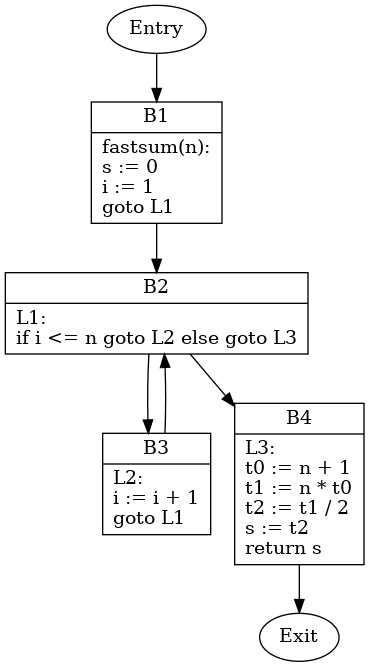 Entry
B1
fastsum(n):
s := 0
i := 1
goto L1
B2
L1:
if i <= n goto L2 else goto L3
B3
L2:
i := i + 1
goto L1
B4
L3:
t0 := n + 1
t1 := n * t0
t2 := t1 / 2
s := t2
return s
Exit